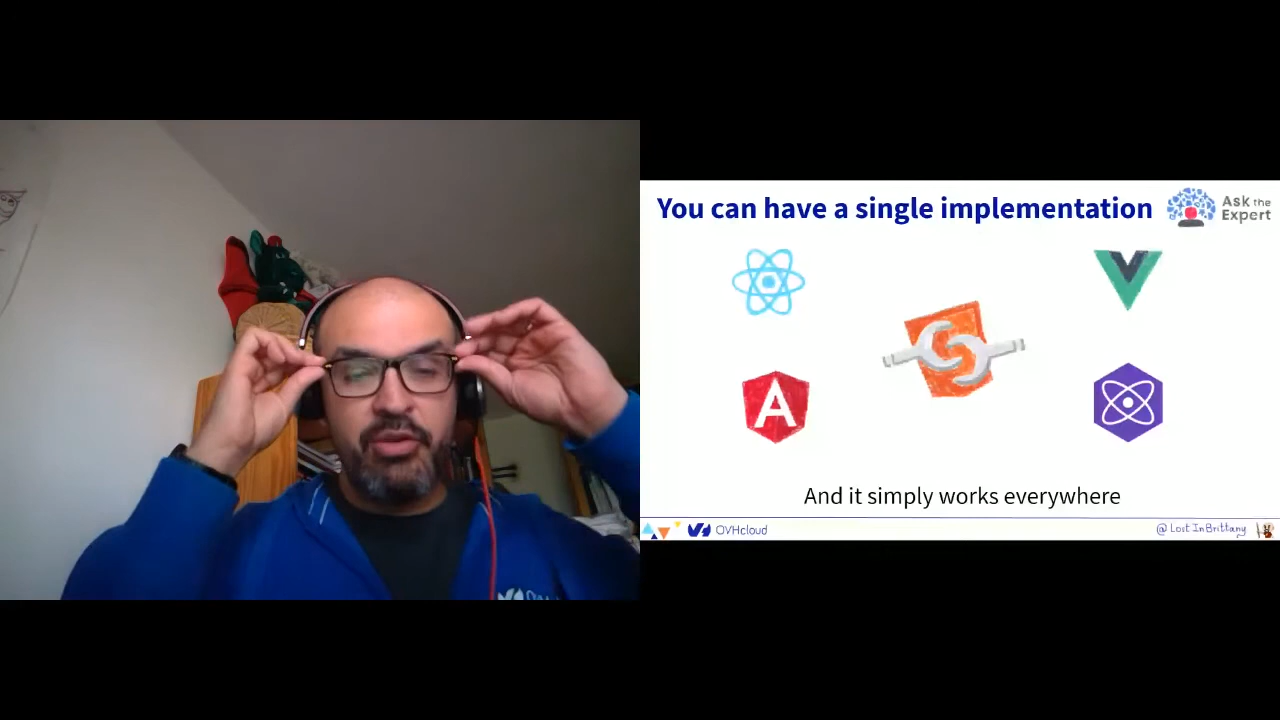 You can have a single implementation
Ask the
Expert
And it simply works everywhere
OVHcloud
@LostInBrittany